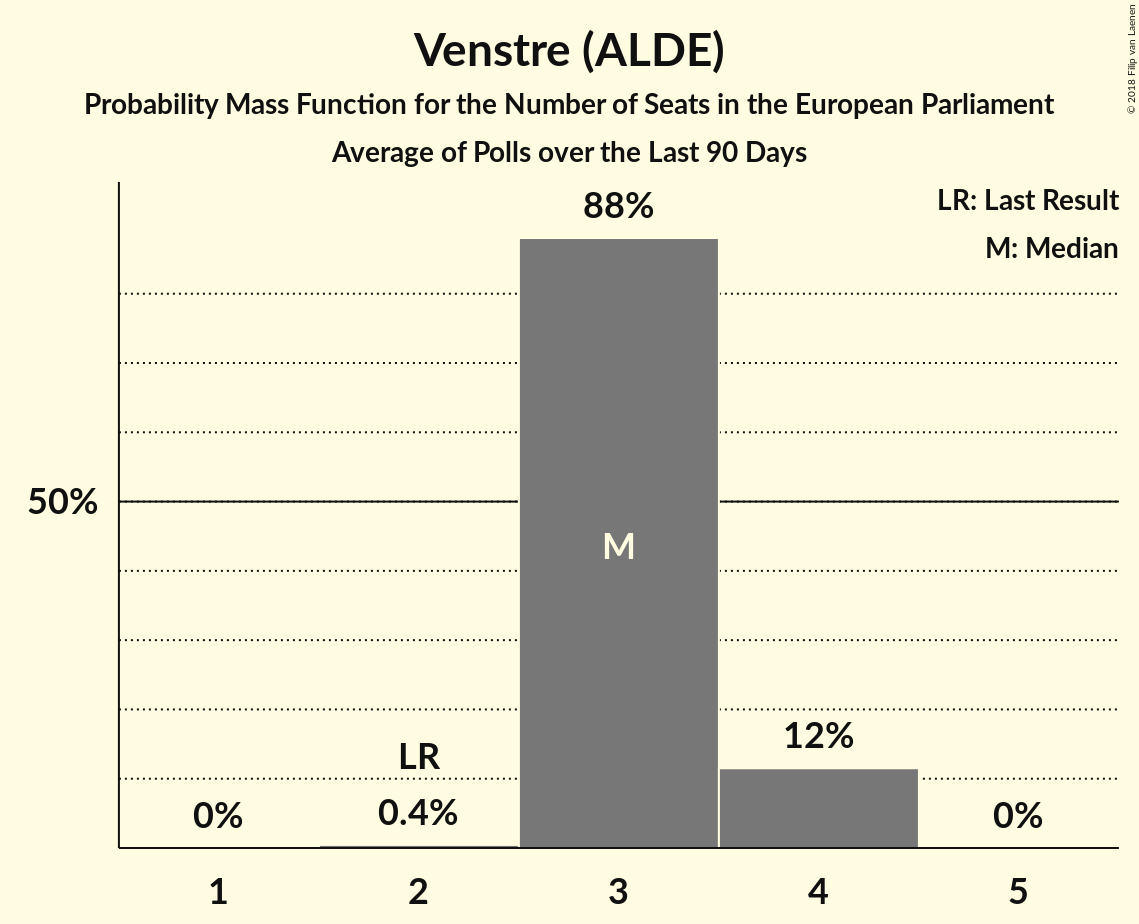 Venstre (ALDE)
Probability Mass Function for the Number of Seats in the European Parliament
Average of Polls over the Last 90 Days
© 2018 Filip van Laenen
LR: Last Result
M: Median
88%
50%
M
12%
LR
0%
0.4%
0%
1
2
3
4
5